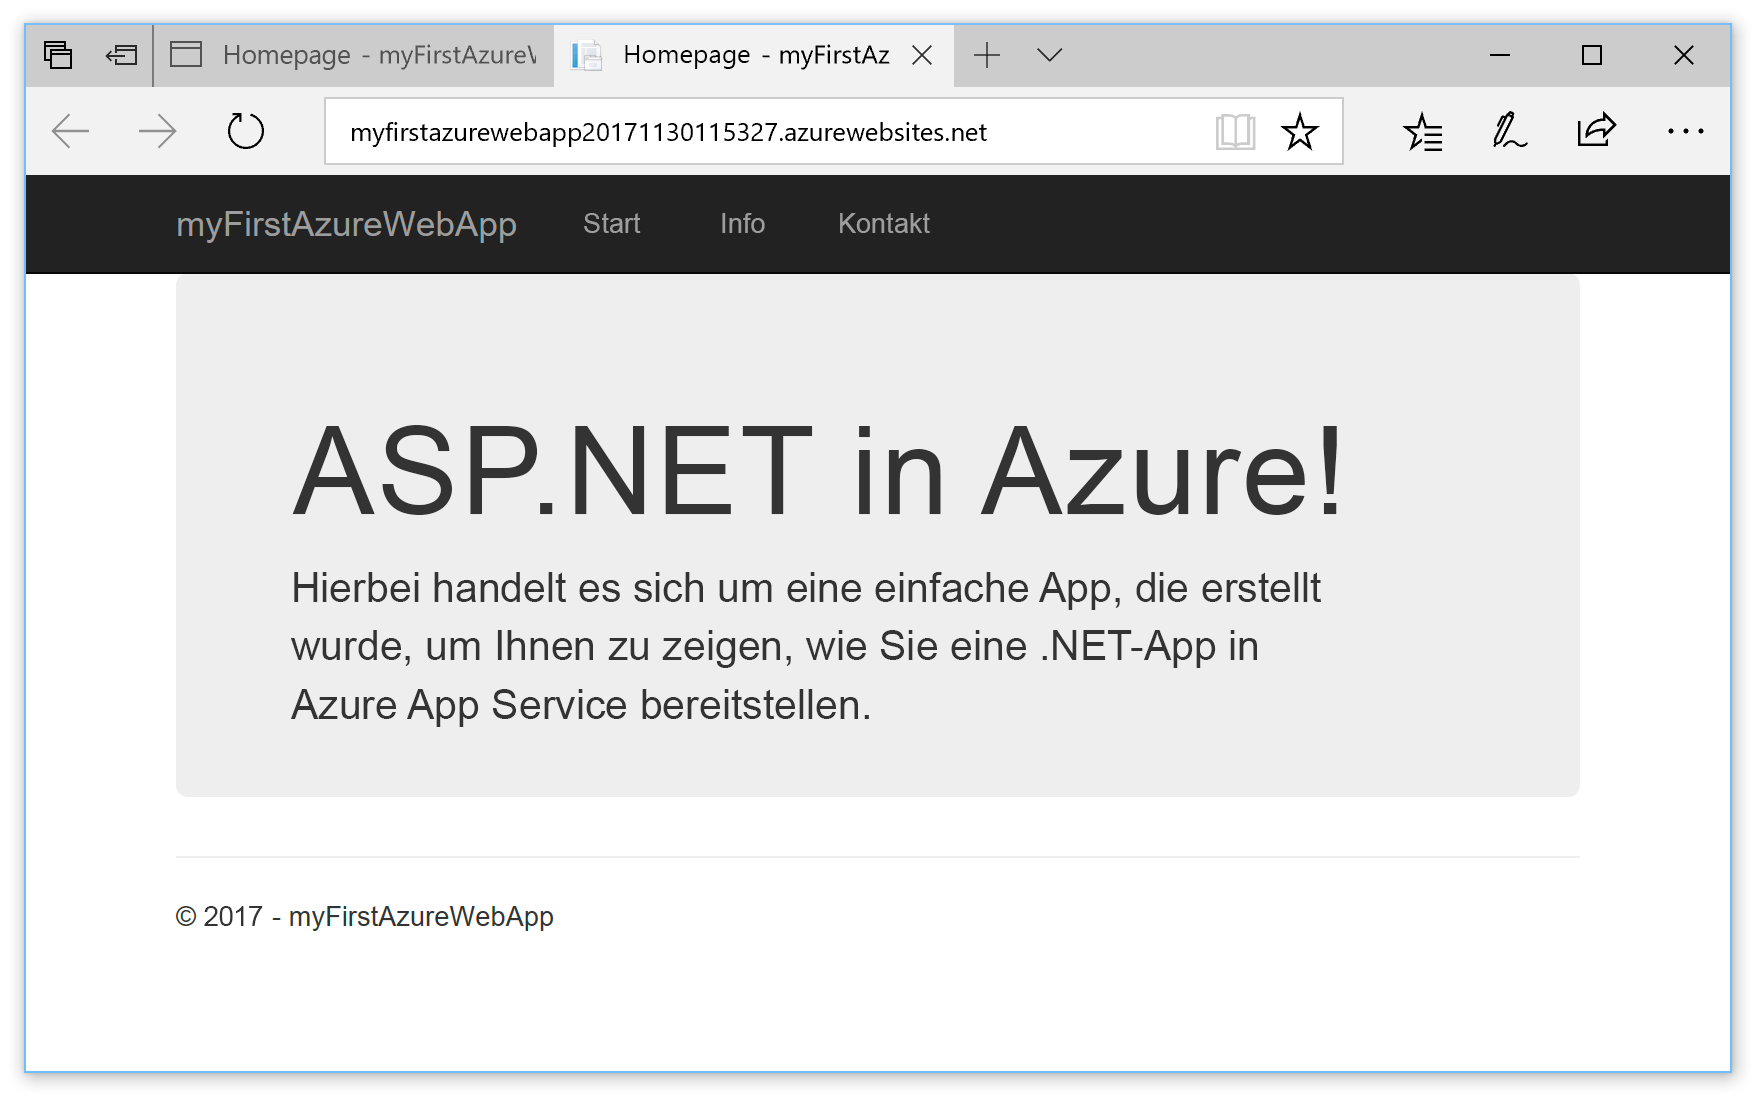 Homepage - myFirstAzure
Homepage - myFirstAz
myfirstazurewebapp20171130115327.azurewebsites.net
myFirstAzureWebApp Start Info Kontakt
ASP.NET in Azure!
Hierbei handelt es sich um eine einfache App, die erstellt
wurde, um Ihnen zu zeigen, wie Sie eine .NET-App in
Azure App Service bereitstellen.
© 2017 - myFirstAzureWebApp